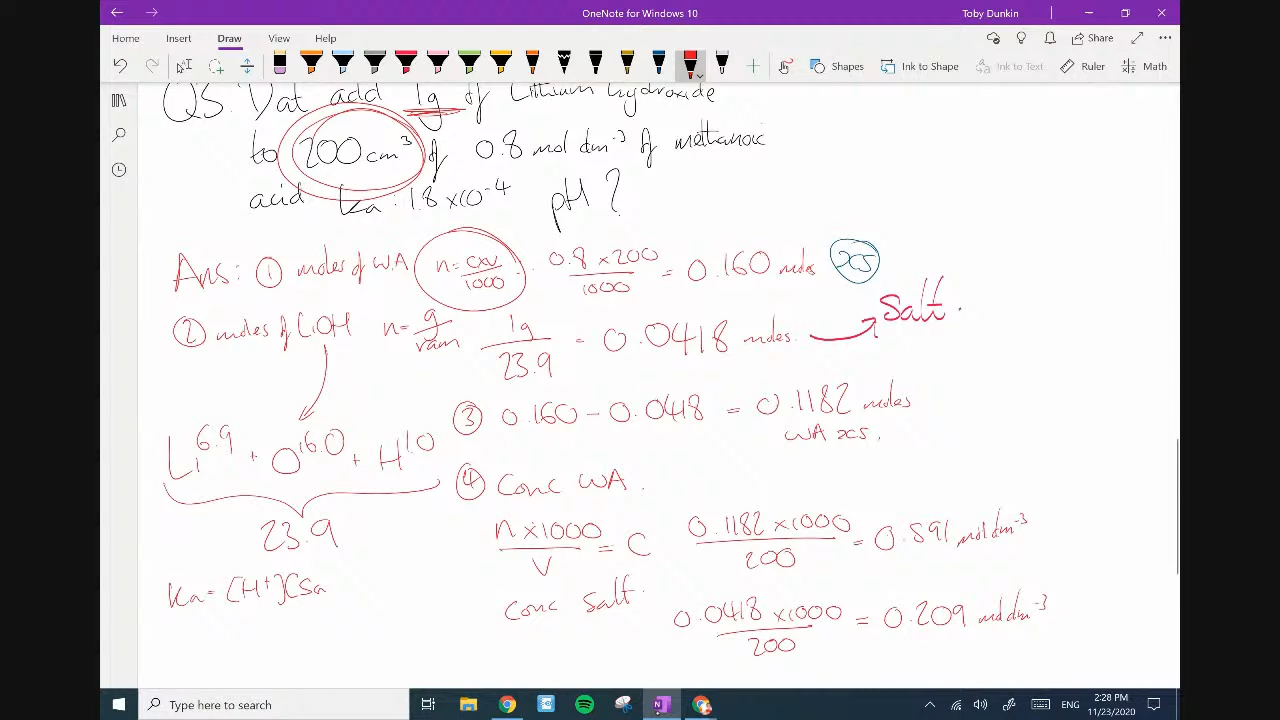 OneNote for Windows 10
Toby Dunkin
Home Insert Draw View Help
Share
Shapes Ink to Shape Ink to Text Ruler Math
Q5. Dat add 1g of Lithium hydroxide
to 200cm³ of 0.8 mol dm⁻³ of methanoic
acid Ka 1.8 x10⁻⁴ pH ?
Ans: ① moles of WA n= cxv/1000 . 0.8 x 200/1000 = 0.160 moles xcs
② moles of LiOH n= g/ram 1g/23.9 = 0.0418 moles. → Salt.
③ 0.160 - 0.0418 = 0.1182 moles
WA xcs.
Li 6.9 + O 16.0 + H 1.0
23.9
④ Conc WA.
n x 1000/V = C 0.1182 x 1000/200 = 0.591 mol dm⁻³
Ka = [H⁺][Sa
Conc Salt. 0.0418 x 1000/200 = 0.209 mol dm⁻³
Type here to search
ENG
2:28 PM
11/23/2020